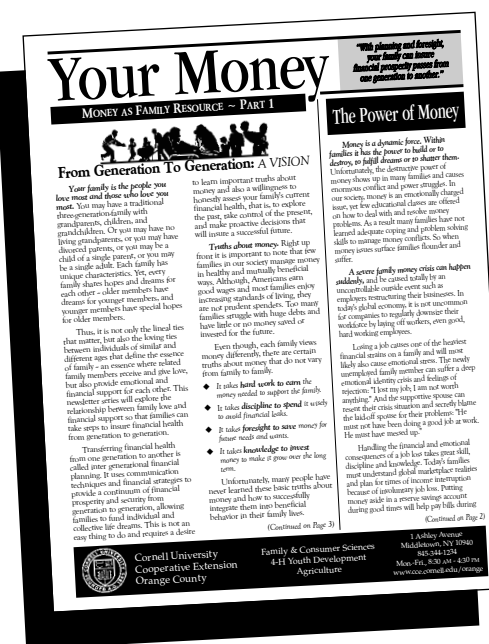 "With planning and foresight,
your family can insure
financial prosperity passes from
one generation to another."
Your Money
MONEY AS FAMILY RESOURCE ~ PART 1
From Generation To Generation: A VISION
Your family is the people you
love most and those who love you
most. You may have a traditional
three-generation-family with
grandparents, children, and
grandchildren. Or you may have no
living grandparents, or you may have
divorced parents, or you may be a
child of a single parent, or you may
be a single adult. Each family has
unique characteristics. Yet, every
family shares hopes and dreams for
each other - older members have
dreams for younger members, and
younger members have special hopes
for older members.
Thus, it is not only the lineal ties
that matter, but also the loving ties
between individuals of similar and
different ages that define the essence
of family - an essence where related
family members receive and give love,
but also provide emotional and
financial support for each other. This
newsletter series will explore the
relationship between family love and
financial support so that families can
take steps to insure financial health
from generation to generation.
Transferring financial health
from one generation to another is
called inter generational financial
planning. It uses communication
techniques and financial strategies to
provide a continuum of financial
prosperity and security from
generation to generation, allowing
families to fund individual and
collective life dreams. This is not an
easy thing to do and requires a desire
to learn important truths about
money and also a willingness to
honestly assess your family's current
financial health, that is, to explore
the past, take control of the present,
and make proactive decisions that
will insure a successful future.
Truths about money. Right up
front it is important to note that few
families in our society manage money
in healthy and mutually beneficial
ways. Although, Americans earn
good wages and most families enjoy
increasing standards of living, they
are not prudent spenders. Too many
families struggle with huge debts and
have little or no money saved or
invested for the future.
Even though, each family views
money differently, there are certain
truths about money that do not vary
from family to family.
◆ It takes hard work to earn the
money needed to support the family.
◆ It takes discipline to spend it wisely
to avoid financial leaks.
◆ It takes foresight to save money for
future needs and wants.
◆ It takes knowledge to invest
money to make it grow over the long
term.
Unfortunately, many people have
never learned these basic truths about
money and how to successfully
integrate them into beneficial
behavior in their family lives.
(Continued on Page 3)
The Power of Money
Money is a dynamic force. Within
families it has the power to build or to
destroy, to fulfill dreams or to shatter them.
Unfortunately, the destructive power of
money shows up in many families and causes
enormous conflict and power struggles. In
our society, money is an emotionally charged
issue, yet few educational classes are offered
on how to deal with and resolve money
problems. As a result many families have not
learned adequate coping and problem solving
skills to manage money conflicts. So when
money issues surface families flounder and
suffer.
A severe family money crisis can happen
suddenly, and be caused totally by an
uncontrollable outside event such as
employers restructuring their businesses. In
today's global economy, it is not uncommon
for companies to regularly downsize their
workforce by laying off workers, even good,
hard working employees.
Losing a job causes one of the heaviest
financial strains on a family and will most
likely also cause emotional stress. The newly
unemployed family member can suffer a deep
emotional identity crisis and feelings of
rejection: "I lost my job; I am not worth
anything." And the supportive spouse can
resent their crisis situation and secretly blame
the laid-off spouse for their problems: "He
must not have been doing a good job at work.
He must have messed up."
Handling the financial and emotional
consequences of a job loss takes great skill,
discipline and knowledge. Today's families
must understand global marketplace realities
and plan for times of income interruption
because of involuntary job loss. Putting
money aside in a reserve savings account
during good times will help pay bills during
(Continued on Page 2)
Cornell University
Cooperative Extension
Orange County
Family & Consumer Sciences
4-H Youth Development
Agriculture
1 Ashley Avenue
Middletown, NY 10940
845-344-1234
Mon.-Fri., 8:30 AM - 4:30 PM
www.cce.cornell.edu/orange